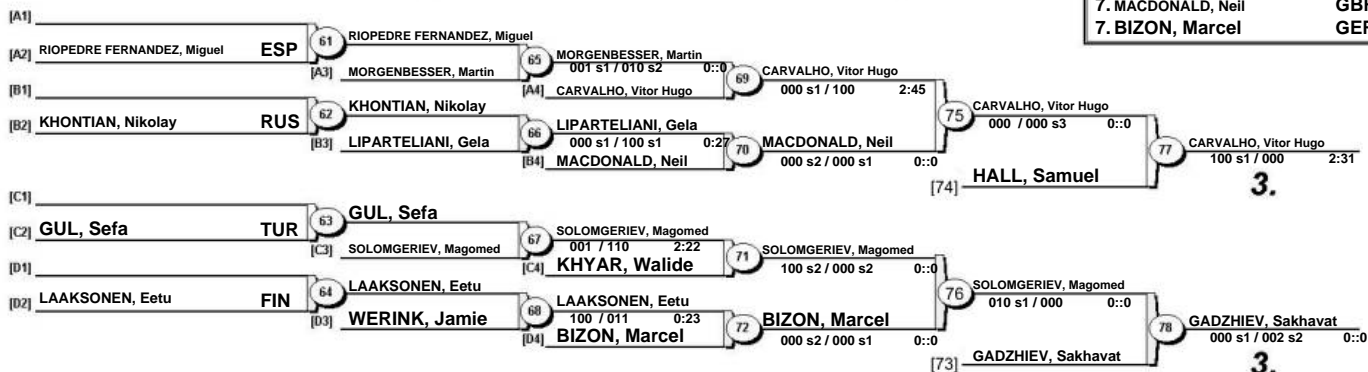 7. MACDONALD, Neil
7. BIZON, Marcel GER
[A1]
[A2] RIOPEDRE FERNANDEZ, Miguel ESP
61
RIOPEDRE FERNANDEZ, Miguel
[A3] MORGENBESSER, Martin
65
MORGENBESSER, Martin
001 s1 / 010 s2 0::0
[A4] CARVALHO, Vitor Hugo
69
CARVALHO, Vitor Hugo
000 s1 / 100 2:45
[B1]
[B2] KHONTIAN, Nikolay RUS
62
KHONTIAN, Nikolay
[B3] LIPARTELIANI, Gela
66
LIPARTELIANI, Gela
000 s1 / 100 s1 0:27
[B4] MACDONALD, Neil
70
MACDONALD, Neil
000 s2 / 000 s1 0::0
75
CARVALHO, Vitor Hugo
000 / 000 s3 0::0
[74] HALL, Samuel
77
CARVALHO, Vitor Hugo
100 s1 / 000 2:31
3.
[C1]
[C2] GUL, Sefa TUR
63
GUL, Sefa
[C3] SOLOMGERIEV, Magomed
67
SOLOMGERIEV, Magomed
001 / 110 2:22
[C4] KHYAR, Walide
71
SOLOMGERIEV, Magomed
100 s2 / 000 s2 0::0
[D1]
[D2] LAAKSONEN, Eetu FIN
64
LAAKSONEN, Eetu
[D3] WERINK, Jamie
68
LAAKSONEN, Eetu
100 / 011 0:23
[D4] BIZON, Marcel
72
BIZON, Marcel
000 s2 / 000 s1 0::0
76
SOLOMGERIEV, Magomed
010 s1 / 000 0::0
[73] GADZHIEV, Sakhavat
78
GADZHIEV, Sakhavat
000 s1 / 002 s2 0::0
3.